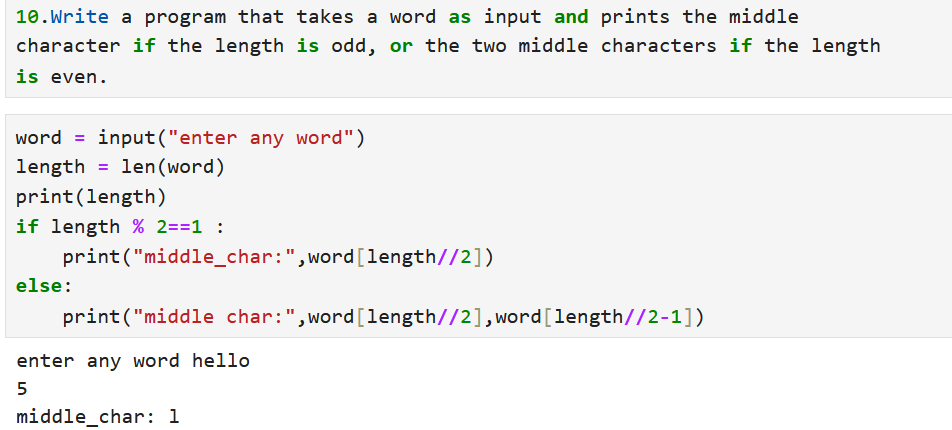 10.Write a program that takes a word as input and prints the middle
character if the length is odd, or the two middle characters if the length
is even.
word = input("enter any word")
length = len(word)
print(length)
if length % 2==1 :
    print("middle_char:",word[length//2])
else:
    print("middle char:",word[length//2],word[length//2-1])
enter any word hello
5
middle_char: l